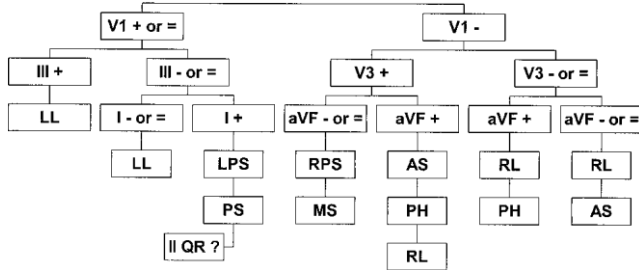 V1 + or =
V1 -
III +
III - or =
V3 +
V3 - or =
LL
I - or =
I +
aVF - or =
aVF +
aVF +
aVF - or =
LL
LPS
RPS
AS
RL
RL
PS
MS
PH
PH
AS
II QR ?
RL